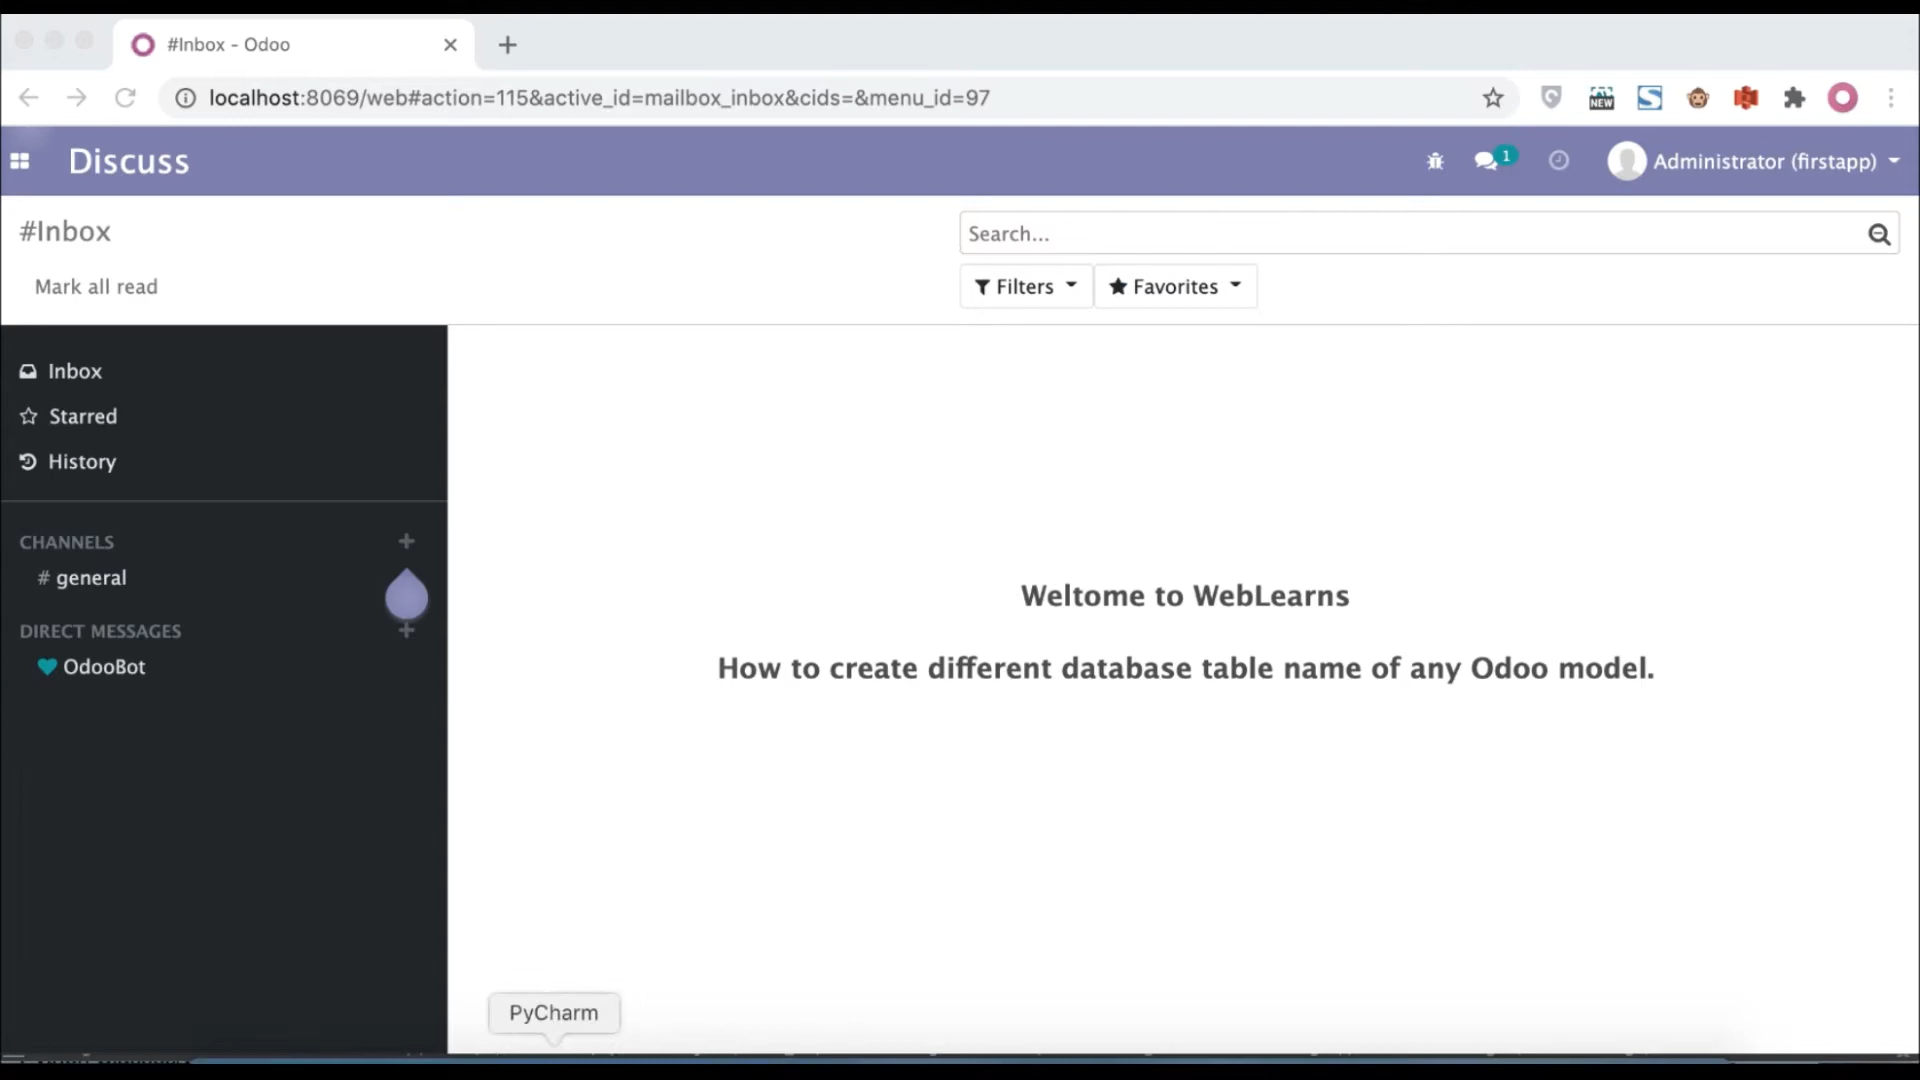 #Inbox - Odoo
localhost:8069/web#action=115&active_id=mailbox_inbox&cids=&menu_id=97
NEW
Discuss
1
Administrator (firstapp)
#Inbox
Search...
Mark all read
Filters
Favorites
Inbox
Starred
History
CHANNELS
# general
DIRECT MESSAGES
OdooBot
Weltome to WebLearns
How to create different database table name of any Odoo model.
PyCharm